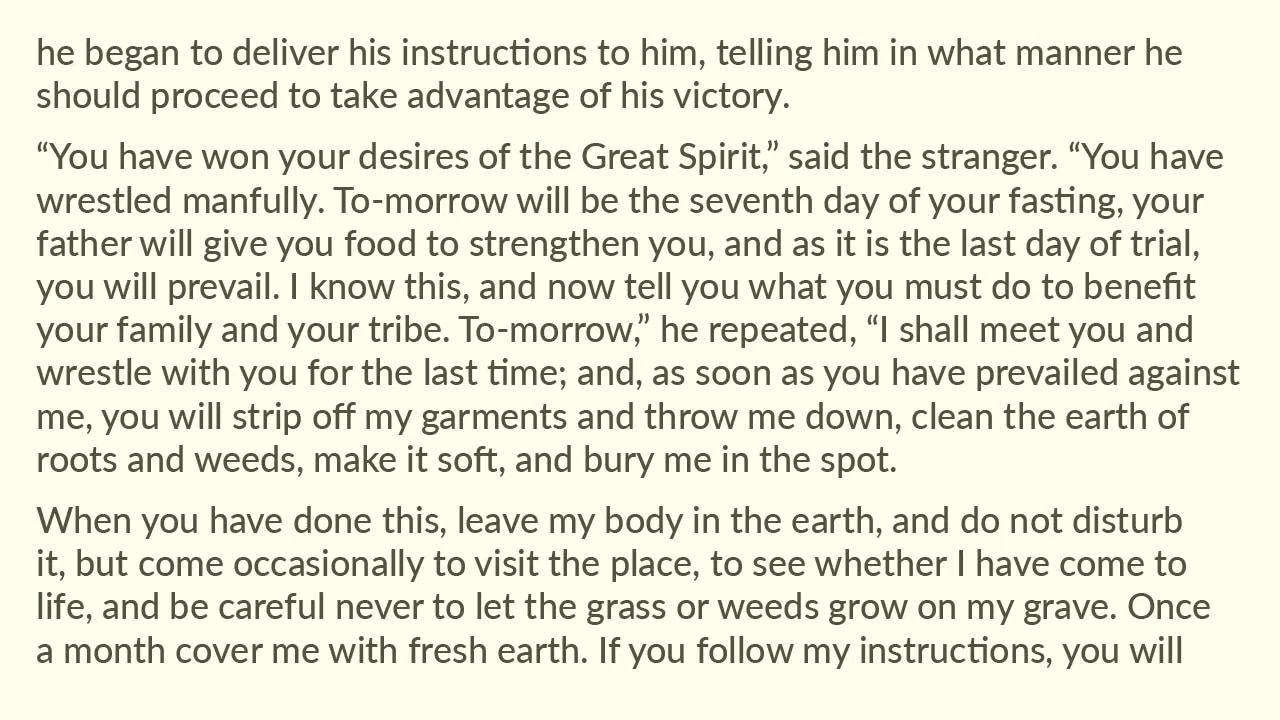 he began to deliver his instructions to him, telling him in what manner he
should proceed to take advantage of his victory.
“You have won your desires of the Great Spirit,” said the stranger. “You have
wrestled manfully. To-morrow will be the seventh day of your fasting, your
father will give you food to strengthen you, and as it is the last day of trial,
you will prevail. I know this, and now tell you what you must do to benefit
your family and your tribe. To-morrow,” he repeated, “I shall meet you and
wrestle with you for the last time; and, as soon as you have prevailed against
me, you will strip off my garments and throw me down, clean the earth of
roots and weeds, make it soft, and bury me in the spot.
When you have done this, leave my body in the earth, and do not disturb
it, but come occasionally to visit the place, to see whether I have come to
life, and be careful never to let the grass or weeds grow on my grave. Once
a month cover me with fresh earth. If you follow my instructions, you will